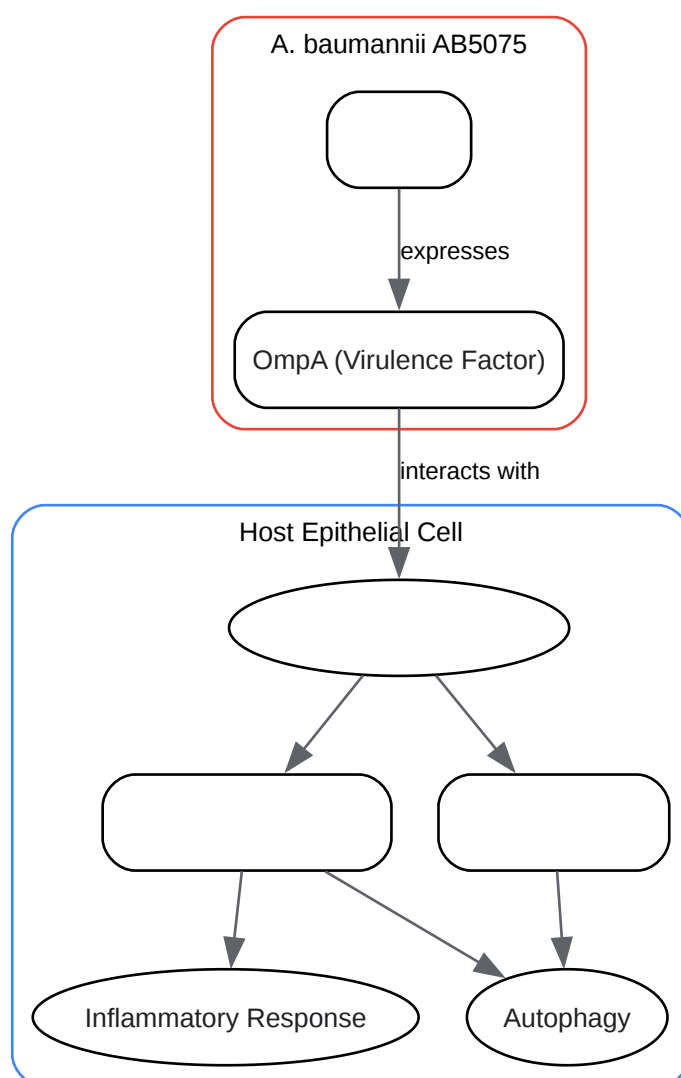 A. baumannii AB5075
expresses
OmpA (Virulence Factor)
interacts with
Host Epithelial Cell
Inflammatory Response
Autophagy